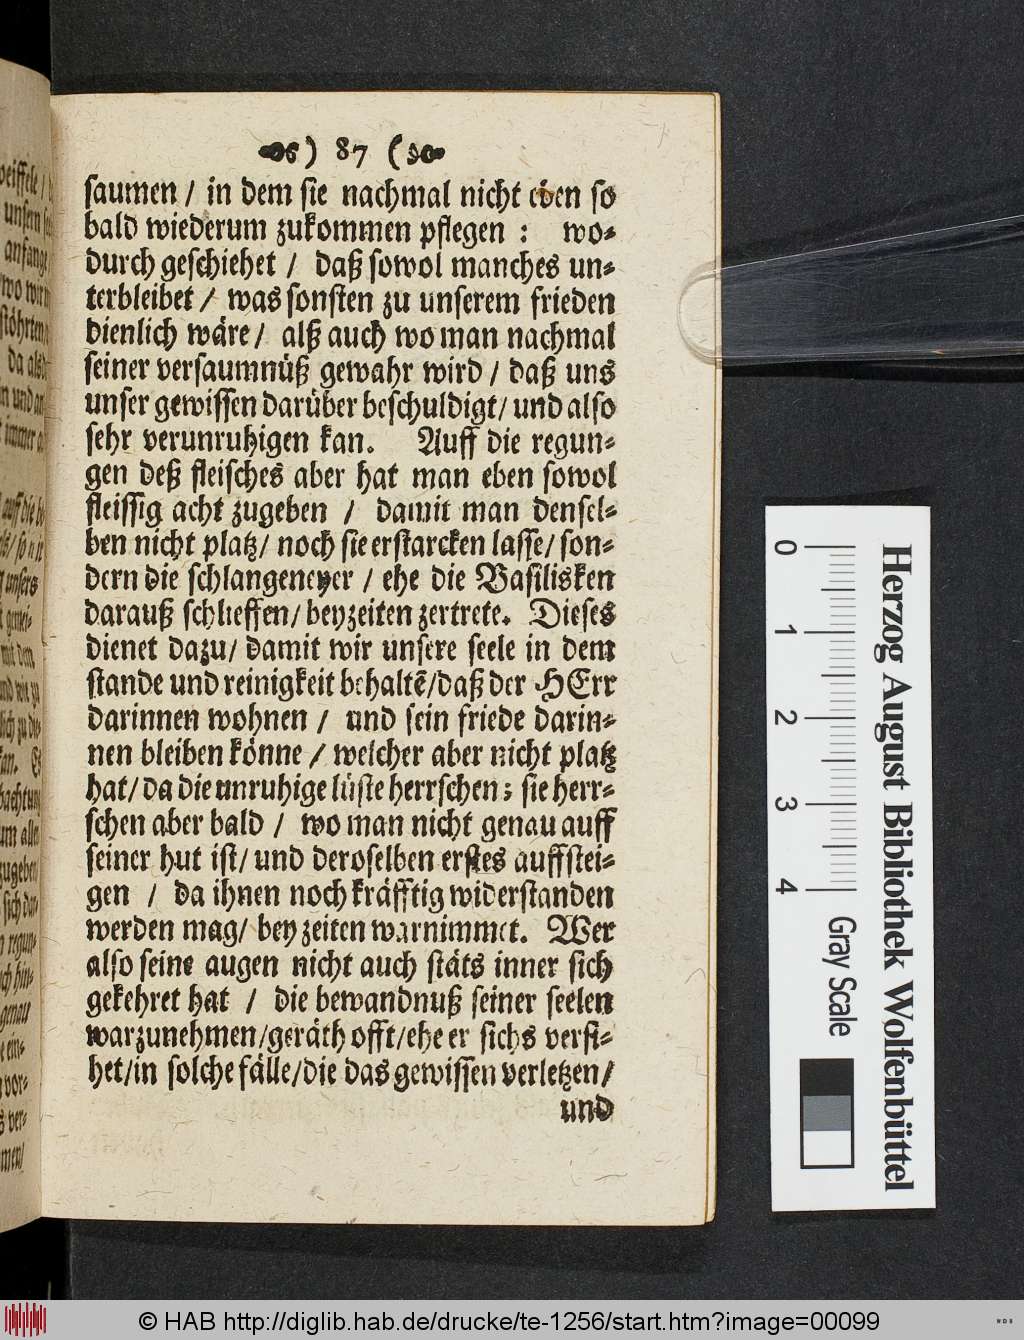 ) 87 (
saumen / in dem sie nachmal nicht eben so
bald wiederum zukommen pflegen : wo-
durch geschiehet / daß sowol manches un-
terbleibet / was sonsten zu unserem frieden
dienlich wäre / alß auch wo man nachmal
seiner versaumnüß gewahr wird / daß uns
unser gewissen darüber beschuldigt / und also
sehr verunruhigen kan. Auff die regun-
gen deß fleisches aber hat man eben sowol
fleissig acht zugeben / damit man densel-
ben nicht platz / noch sie erstarcken lasse / son-
dern die schlangeneyer / ehe die Basilisken
darauß schlieffen / beyzeiten zertrete. Dieses
dienet dazu / damit wir unsere seele in dem
stande und reinigkeit behaltẽ / daß der HErr
darinnen wohnen / und sein friede darin-
nen bleiben könne / welcher aber nicht platz
hat / da die unruhige lüste herrschen ; sie herr-
schen aber bald / wo man nicht genau auff
seiner hut ist / und deroselben erstes auffstei-
gen / da ihnen noch kräfftig widerstanden
werden mag / bey zeiten warnimmet. Wer
also seine augen nicht auch stäts inner sich
gekehret hat / die bewandnuß seiner seelen
warzunehmen / geräth offt / ehe er sichs versi-
het / in solche fälle / die das gewissen verletzen /
und
0 1 2 3 4
Gray Scale
Herzog August Bibliothek Wolfenbüttel
© HAB http://diglib.hab.de/drucke/te-1256/start.htm?image=00099